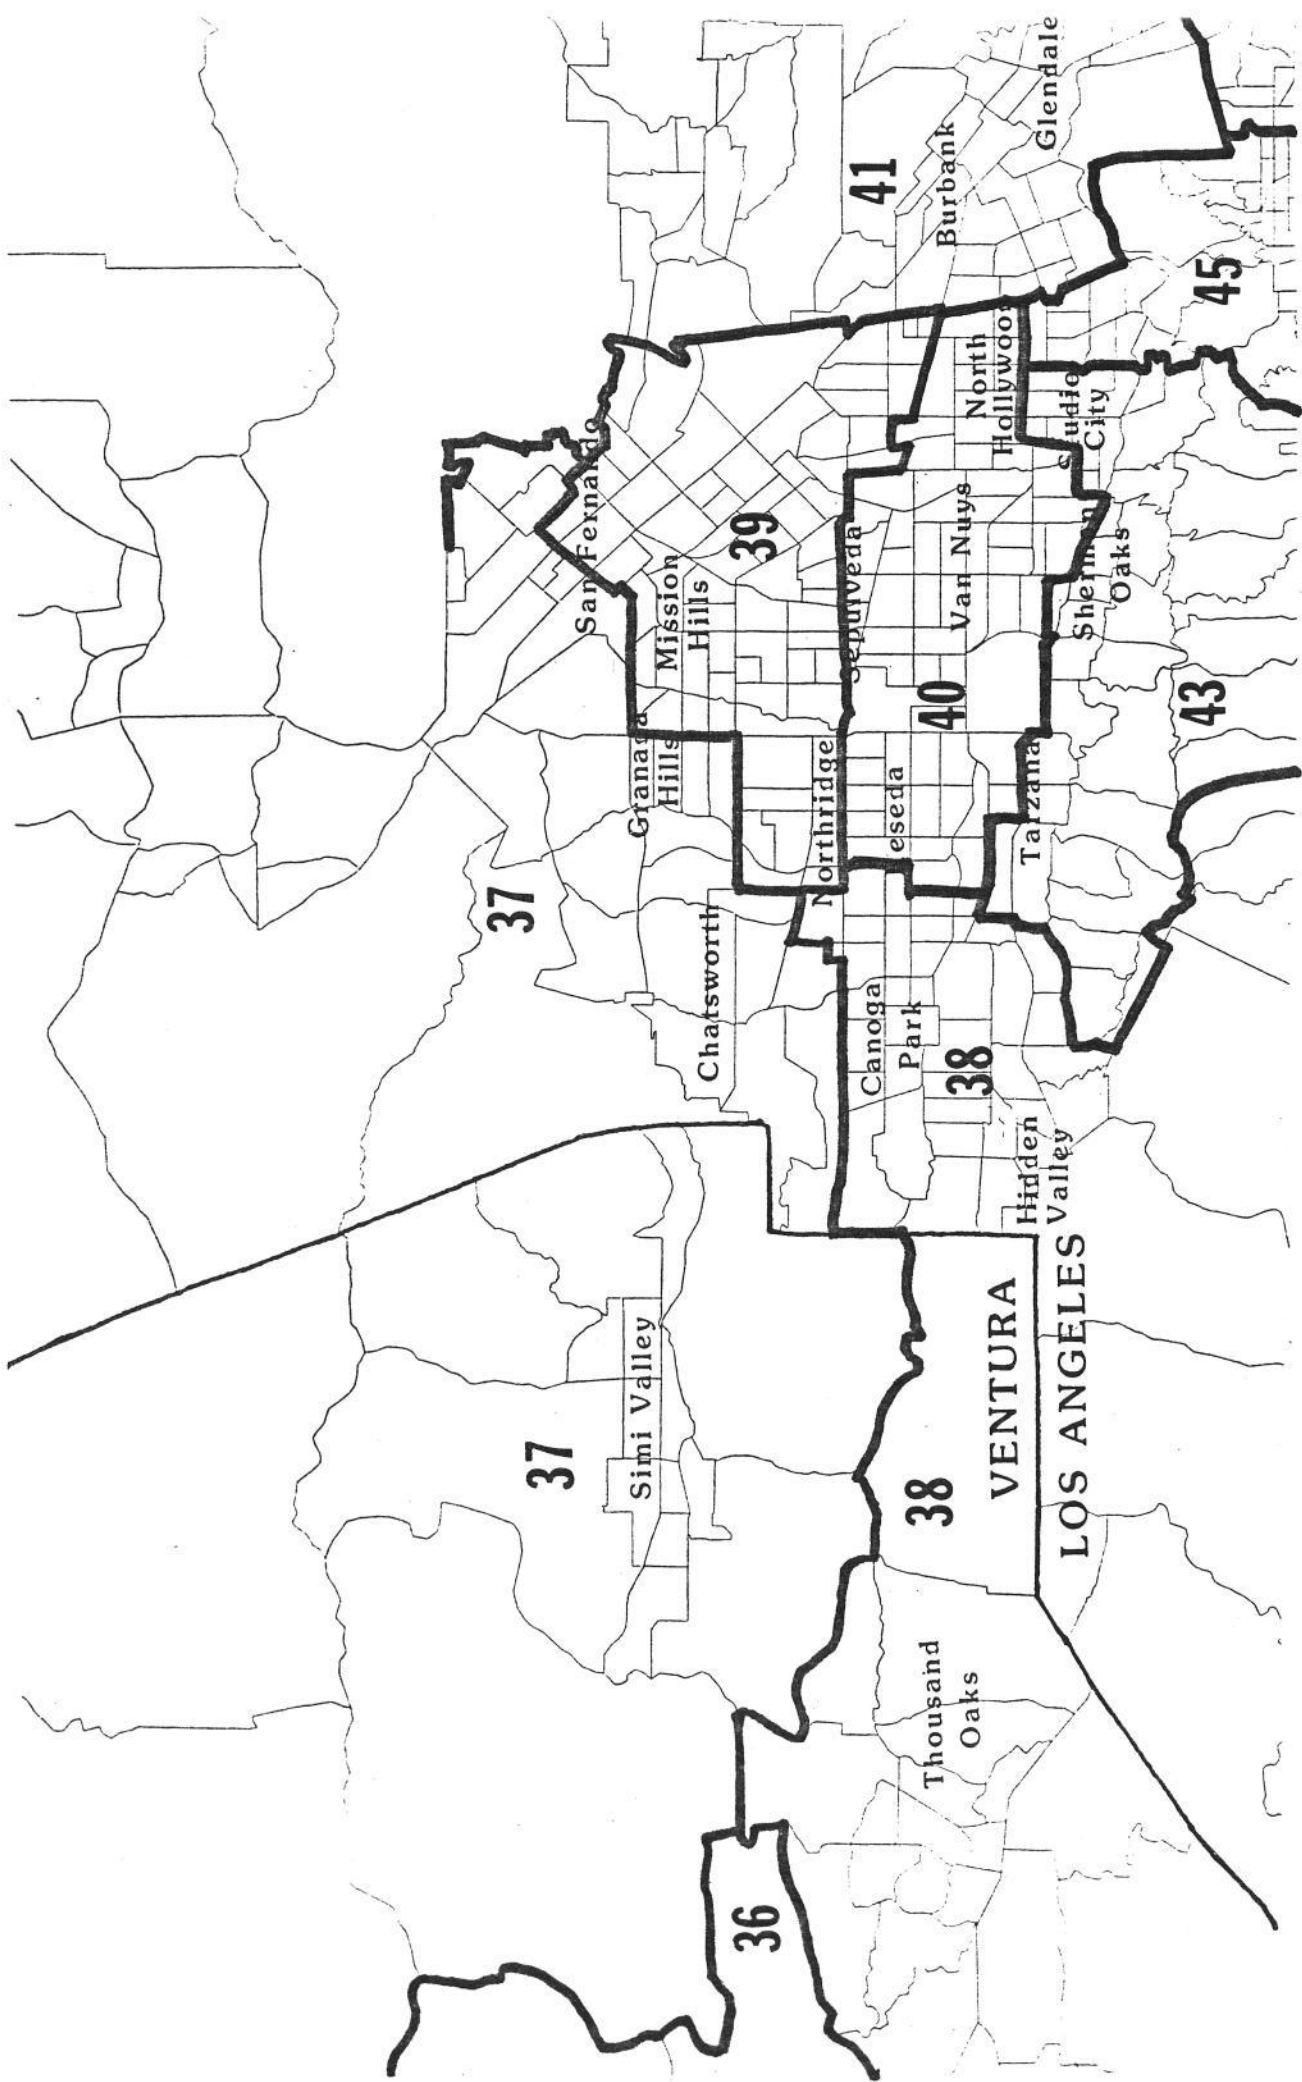 37
37
San Fernando
Simi Valley
Granada
Hills
Mission
Hills
Chatsworth
39
36
Northridge
Sepulveda
41
Canoga
Park
eseda
38
Thousand
Oaks
40
Burbank
Van Nuys
38
North
Hollywood
VENTURA
Hidden
Valley
Tarzana
Glendale
LOS ANGELES
Studio
City
Sherman
Oaks
43
45